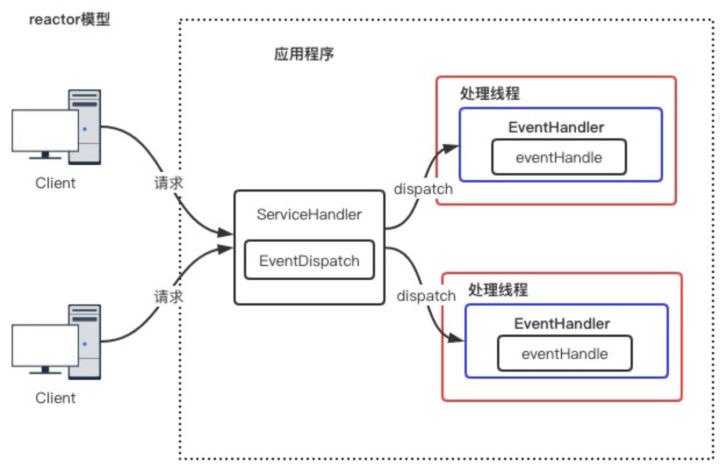 reactor模型
应用程序
Client
请求
Client
请求
ServiceHandler
EventDispatch
dispatch
处理线程
EventHandler
eventHandle
dispatch
处理线程
EventHandler
eventHandle